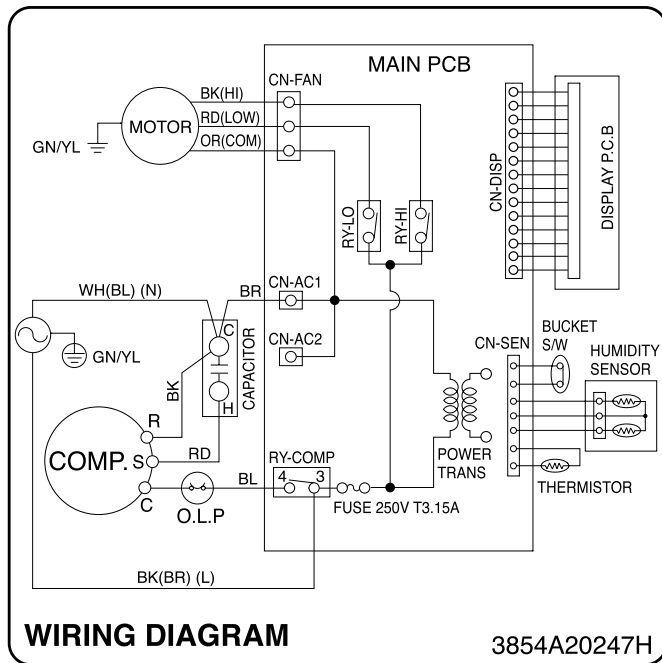 MAIN PCB
CN-FAN
BK(HI)
RD(LOW)
OR(COM)
MOTOR
GN/YL
CN-DISP
DISPLAY P.C.B
RY-LO
RY-HI
WH(BL) (N)
BR
CN-AC1
CN-AC2
GN/YL
C
H
CAPACITOR
BK
CN-SEN
BUCKET
S/W
HUMIDITY
SENSOR
R
S
C
COMP.
RD
BL
O.L.P
RY-COMP
4
3
POWER
TRANS
THERMISTOR
FUSE 250V T3.15A
BK(BR) (L)
WIRING DIAGRAM
3854A20247H